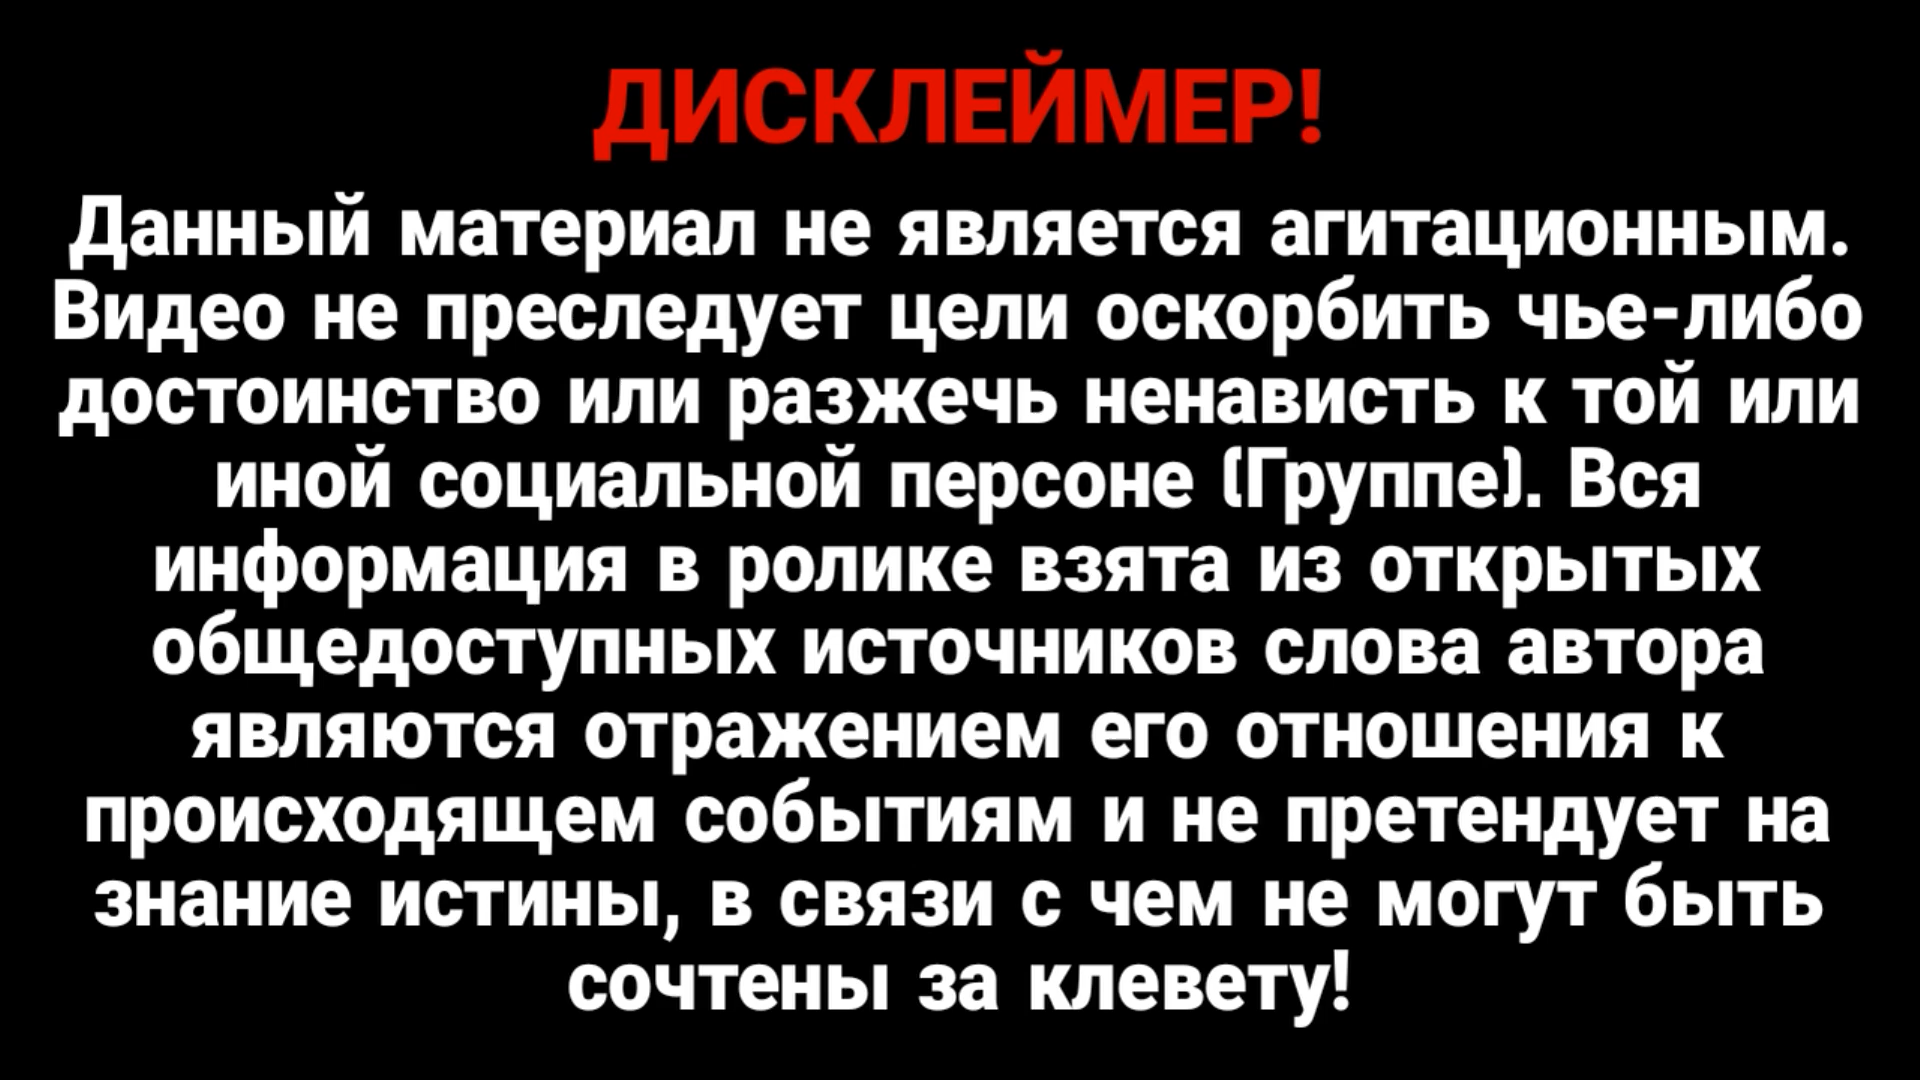 ДИСКЛЕЙМЕР!
Данный материал не является агитационным.
Видео не преследует цели оскорбить чье-либо
достоинство или разжечь ненависть к той или
иной социальной персоне (Группе). Вся
информация в ролике взята из открытых
общедоступных источников слова автора
являются отражением его отношения к
происходящем событиям и не претендует на
знание истины, в связи с чем не могут быть
сочтены за клевету!